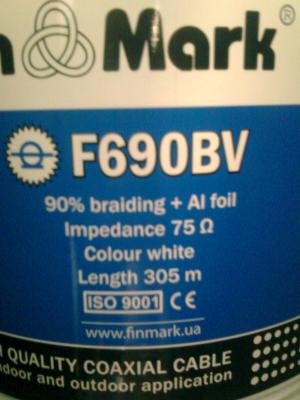 n Mark®
F690BV
90% braiding + Al foil
Impedance 75 Ω
Colour white
Length 305 m
ISO 9001 CE
www.finmark.ua
QUALITY COAXIAL CABLE
door and outdoor application